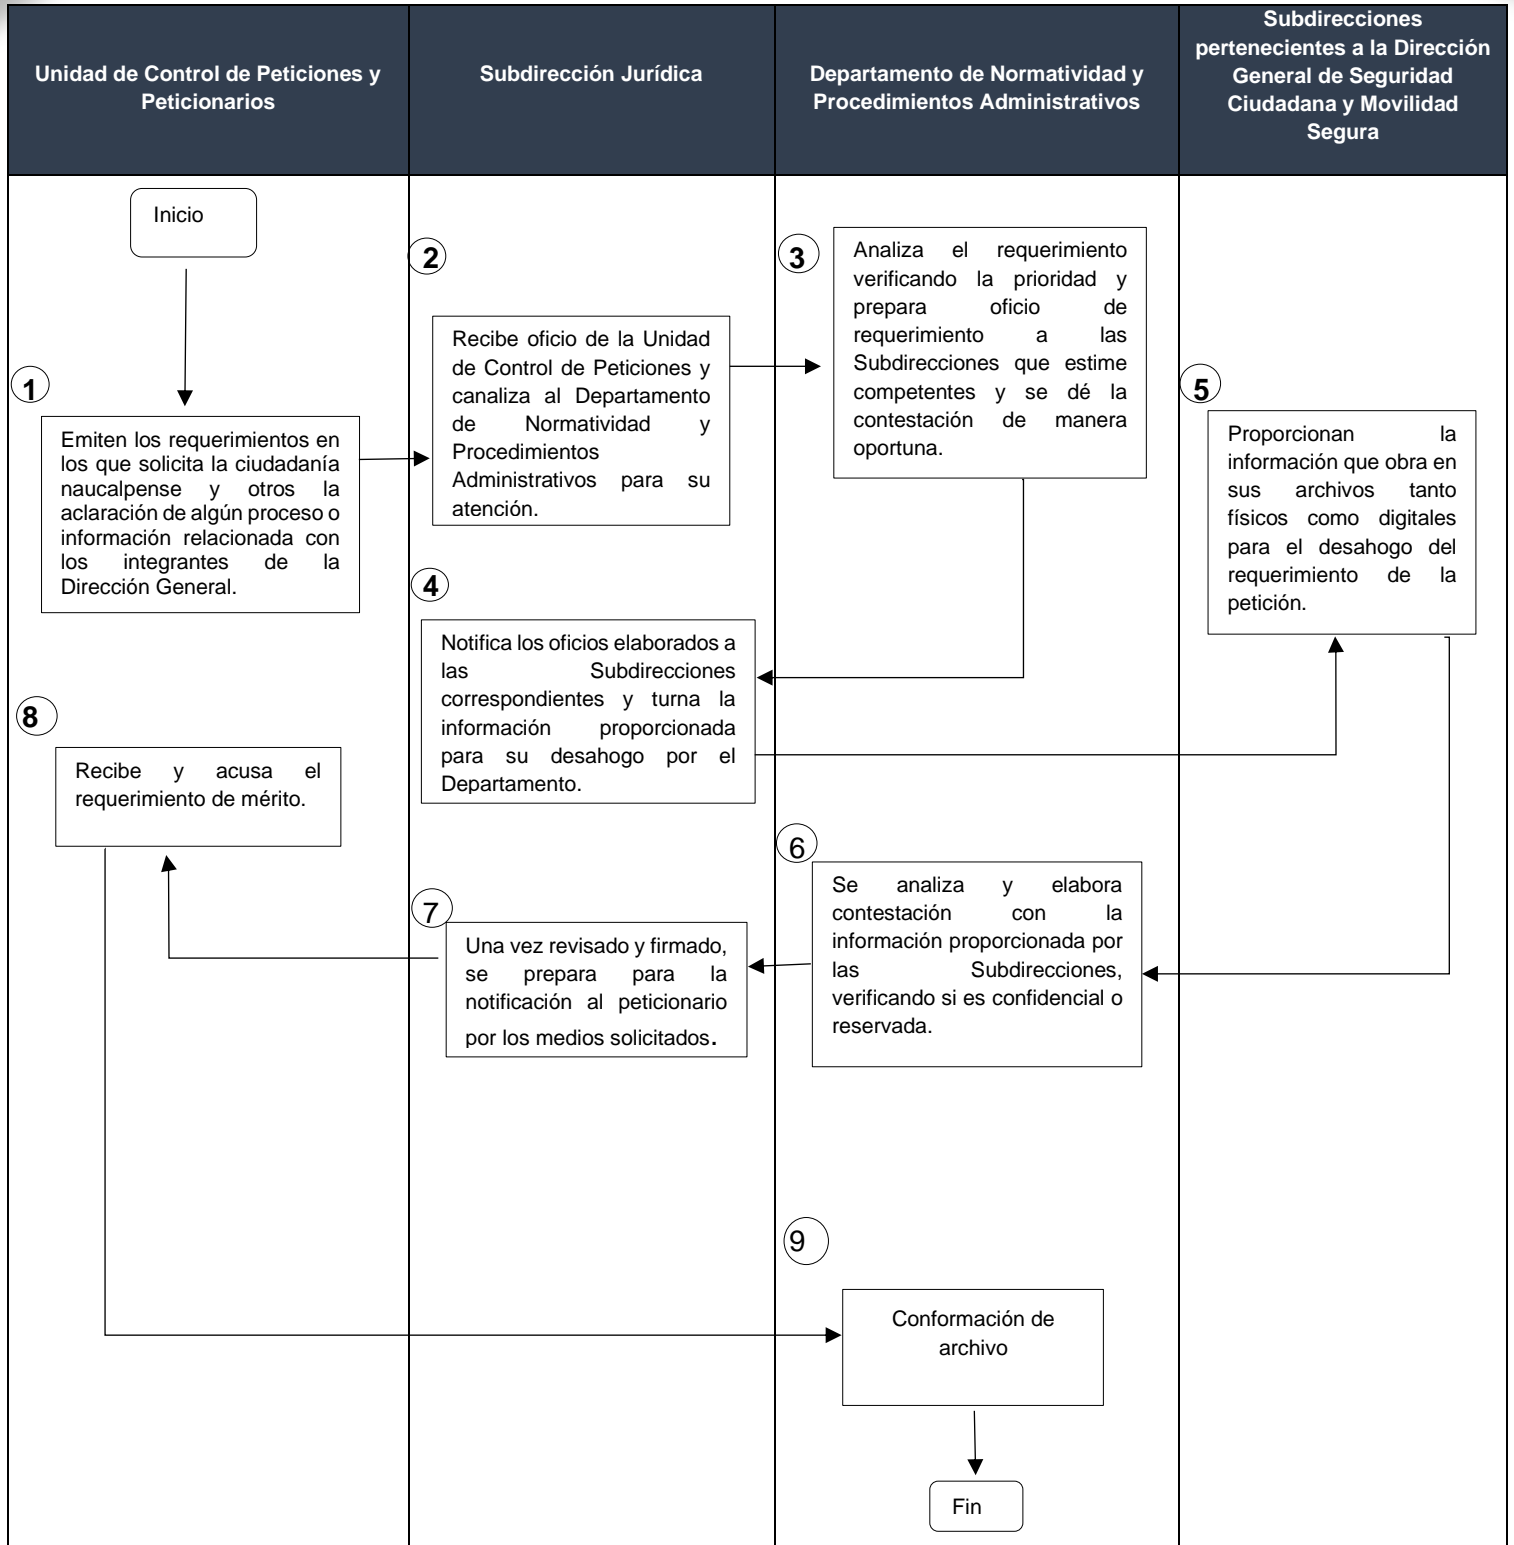 Unidad de Control de Peticiones y
Peticionarios
Subdirección Jurídica
Departamento de Normatividad y
Procedimientos Administrativos
Subdirecciones
pertenecientes a la Dirección
General de Seguridad
Ciudadana y Movilidad
Segura
Inicio
1
Emiten los requerimientos en
los que solicita la ciudadanía
naucalpense y otros la
aclaración de algún proceso o
información relacionada con
los integrantes de la
Dirección General.
2
Recibe oficio de la Unidad
de Control de Peticiones y
canaliza al Departamento
de Normatividad y
Procedimientos
Administrativos para su
atención.
3
Analiza el requerimiento
verificando la prioridad y
prepara oficio de
requerimiento a las
Subdirecciones que estime
competentes y se dé la
contestación de manera
oportuna.
4
Notifica los oficios elaborados a
las Subdirecciones
correspondientes y turna la
información proporcionada
para su desahogo por el
Departamento.
5
Proporcionan la
información que obra en
sus archivos tanto
físicos como digitales
para el desahogo del
requerimiento de la
petición.
6
Se analiza y elabora
contestación con la
información proporcionada por
las Subdirecciones,
verificando si es confidencial o
reservada.
7
Una vez revisado y firmado,
se prepara para la
notificación al peticionario
por los medios solicitados.
8
Recibe y acusa el
requerimiento de mérito.
9
Conformación de
archivo
Fin